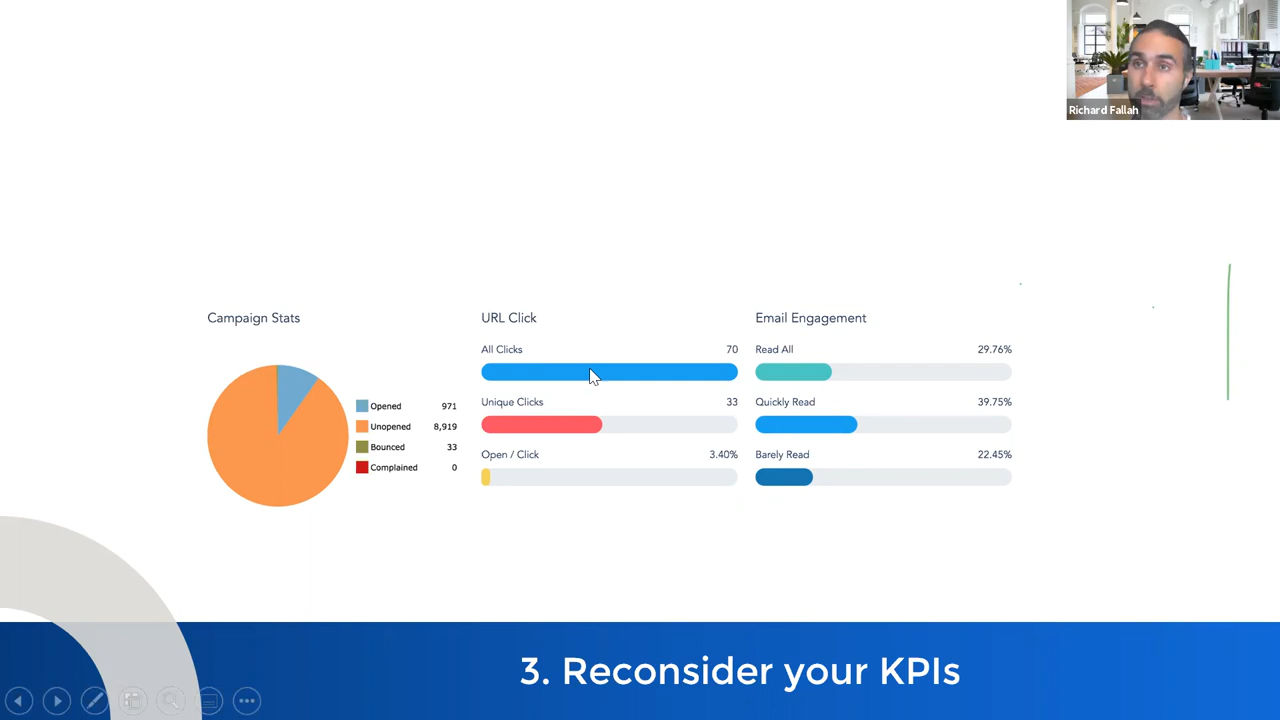 Richard Fallah
Campaign Stats
Opened 971
Unopened 8,919
Bounced 33
Complained 0
URL Click
All Clicks 70
Unique Clicks 33
Open / Click 3.40%
Email Engagement
Read All 29.76%
Quickly Read 39.75%
Barely Read 22.45%
3. Reconsider your KPIs